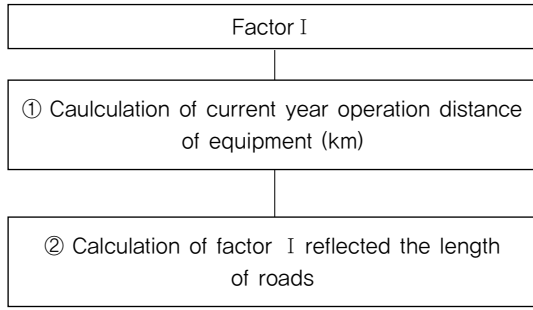 Factor Ⅰ
① Caulculation of current year operation distance
of equipment (km)
② Calculation of factor Ⅰ reflected the length
of roads